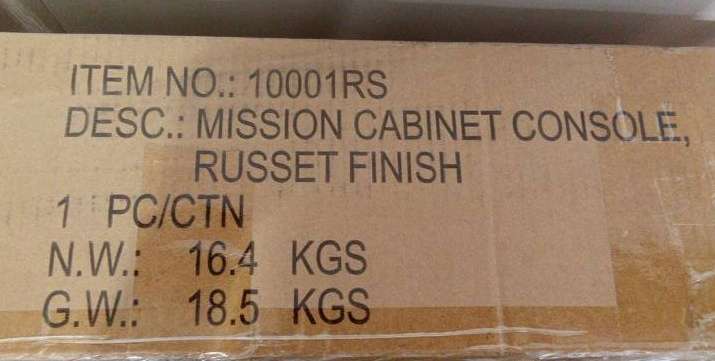 ITEM NO.: 10001RS
DESC.: MISSION CABINET CONSOLE,
RUSSET FINISH
1 PC/CTN
N.W.: 16.4 KGS
G.W.: 18.5 KGS